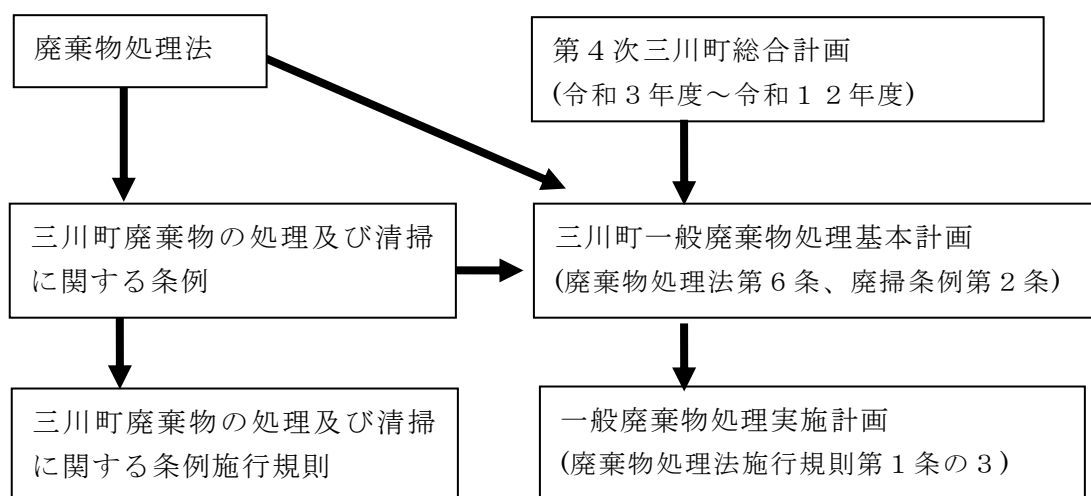 廃棄物処理法
第４次三川町総合計画
(令和３年度～令和１２年度)
三川町廃棄物の処理及び清掃
に関する条例
三川町一般廃棄物処理基本計画
(廃棄物処理法第６条、廃掃条例第２条)
三川町廃棄物の処理及び清掃
に関する条例施行規則
一般廃棄物処理実施計画
(廃棄物処理法施行規則第１条の３)